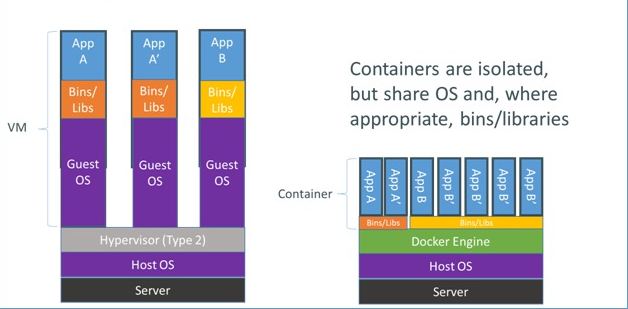 App
A
App
A′
App
B
Bins/
Libs
Bins/
Libs
Bins/
Libs
VM
Guest
OS
Guest
OS
Guest
OS
Hypervisor (Type 2)
Host OS
Server
Containers are isolated,
but share OS and, where
appropriate, bins/libraries
Container
App A
App A′
App B
App B′
App B′
App B′
App B′
Bins/Libs
Bins/Libs
Docker Engine
Host OS
Server